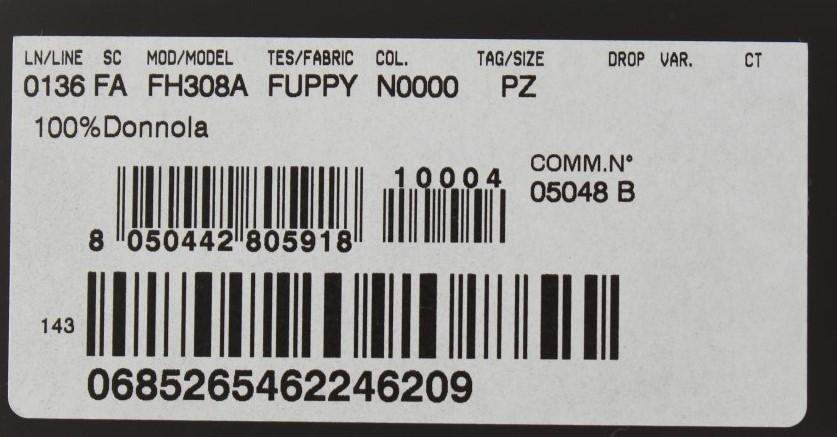 LN/LINE SC MOD/MODEL TES/FABRIC COL. TAG/SIZE DROP VAR. CT
0136 FA FH308A FUPPY N0000 PZ
100%Donnola
10004
COMM.N°
05048 B
8 050442 805918
143
0685265462246209